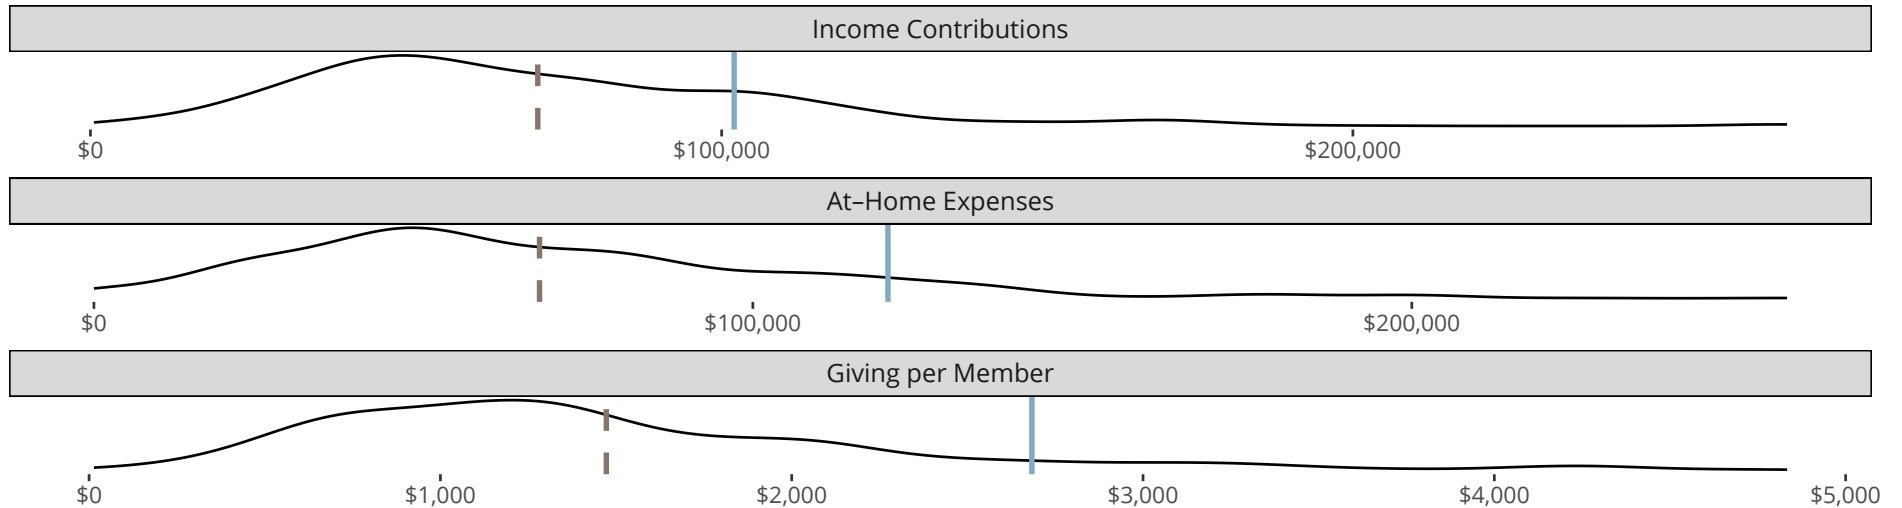 Income Contributions
$0 $100,000 $200,000
At–Home Expenses
$0 $100,000 $200,000
Giving per Member
$0 $1,000 $2,000 $3,000 $4,000 $5,000